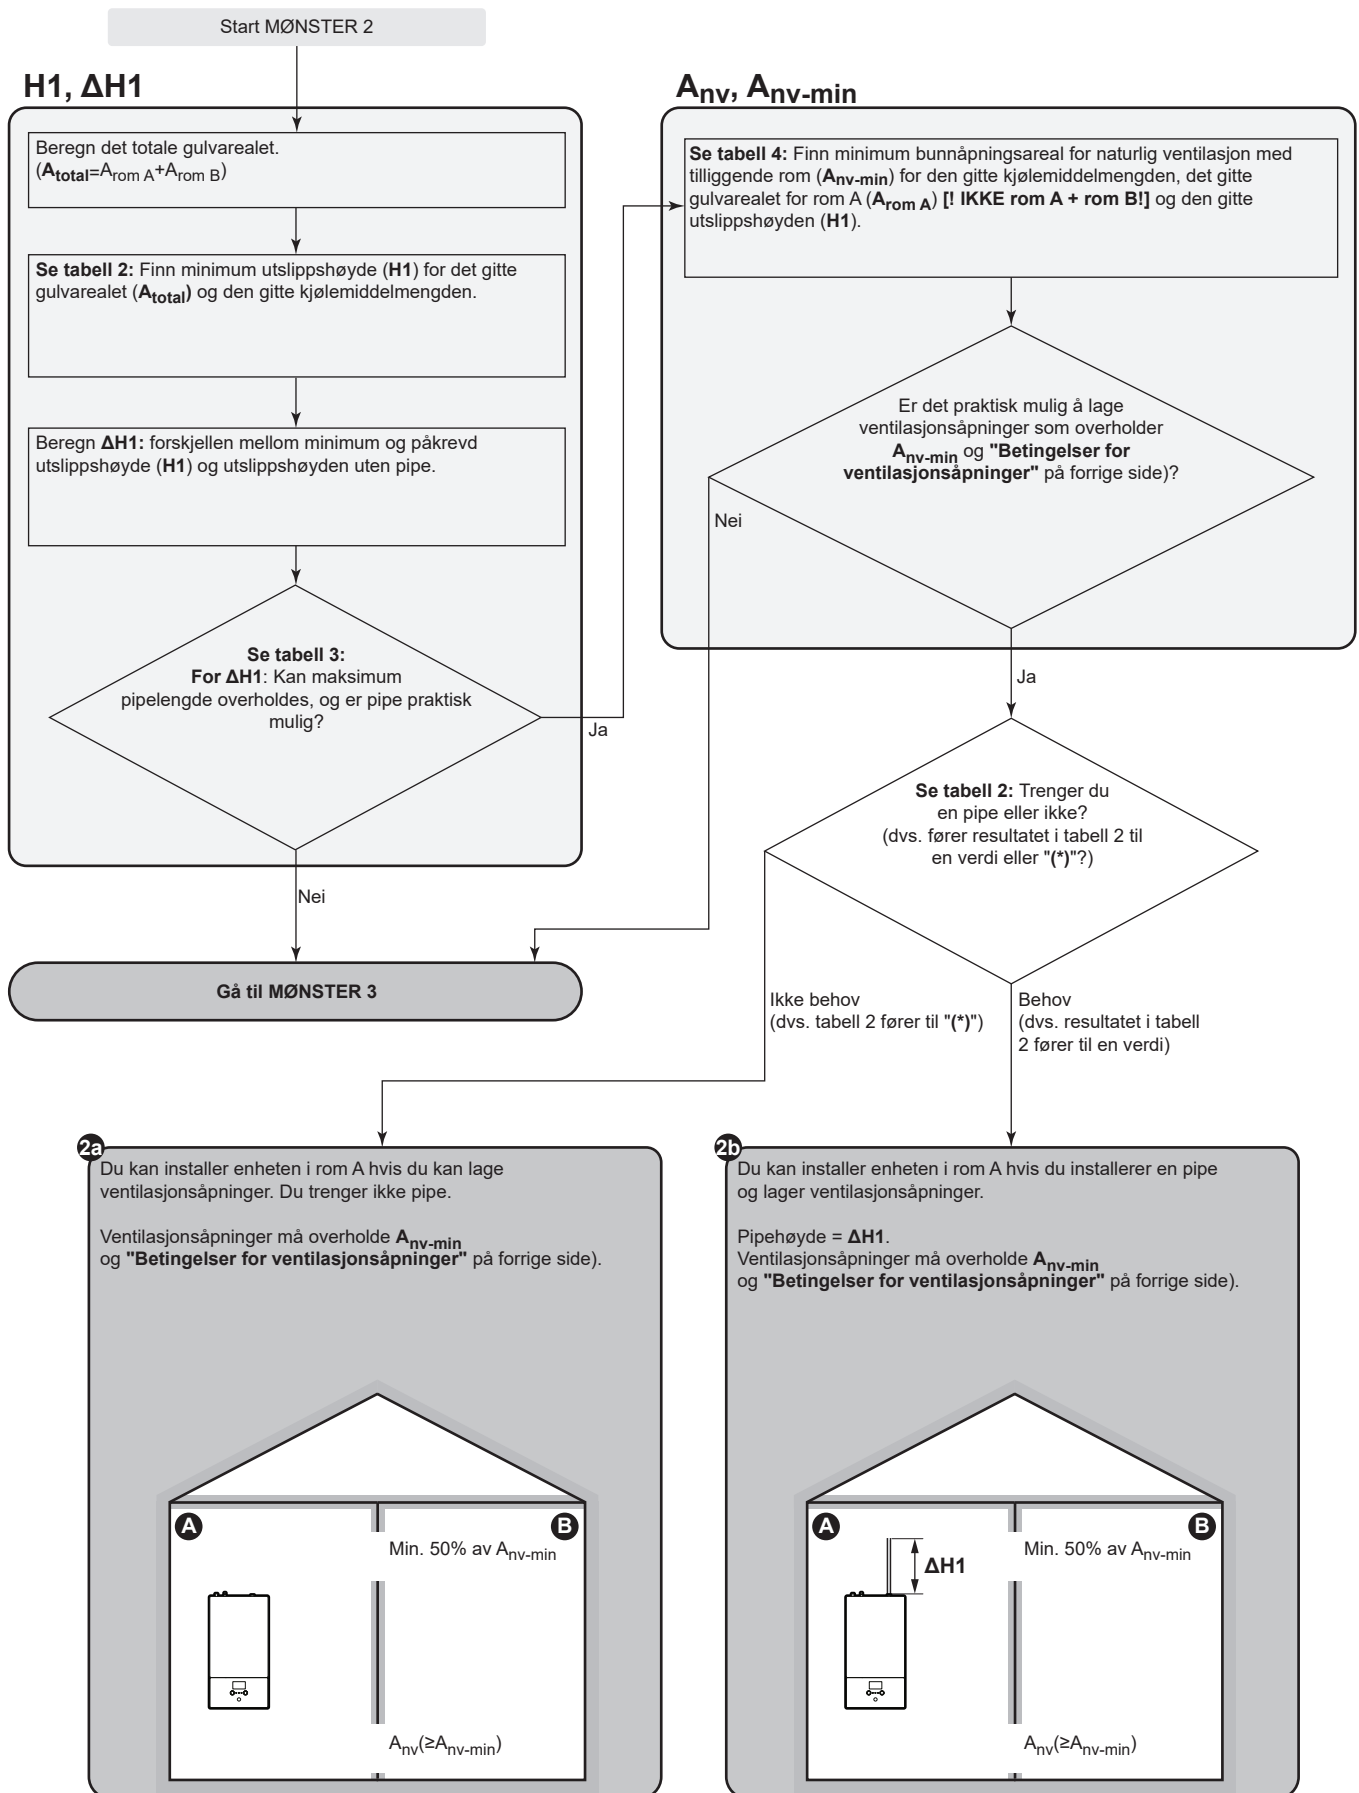 Start MØNSTER 2
H1, ΔH1
Beregn det totale gulvarealet.
(Atotal=Arom A+Arom B)
Se tabell 2: Finn minimum utslippshøyde (H1) for det gitte
gulvarealet (Atotal) og den gitte kjølemiddelmengden.
Beregn ΔH1: forskjellen mellom minimum og påkrevd
utslippshøyde (H1) og utslippshøyden uten pipe.
Se tabell 3:
For ΔH1: Kan maksimum
pipelengde overholdes, og er pipe praktisk
mulig?
Ja
Nei
Gå til MØNSTER 3
Anv, Anv-min
Se tabell 4: Finn minimum bunnåpningsareal for naturlig ventilasjon med
tilliggende rom (Anv-min) for den gitte kjølemiddelmengden, det gitte
gulvarealet for rom A (Arom A) [! IKKE rom A + rom B!] og den gitte
utslippshøyden (H1).
Er det praktisk mulig å lage
ventilasjonsåpninger som overholder
Anv-min og "Betingelser for
ventilasjonsåpninger" på forrige side)?
Nei
Ja
Se tabell 2: Trenger du
en pipe eller ikke?
(dvs. fører resultatet i tabell 2 til
en verdi eller "(*)"?)
Ikke behov
(dvs. tabell 2 fører til "(*)")
Behov
(dvs. resultatet i tabell
2 fører til en verdi)
2a
Du kan installer enheten i rom A hvis du kan lage
ventilasjonsåpninger. Du trenger ikke pipe.
Ventilasjonsåpninger må overholde Anv-min
og "Betingelser for ventilasjonsåpninger" på forrige side).
A
B
Min. 50% av Anv-min
Anv(≥Anv-min)
2b
Du kan installer enheten i rom A hvis du installerer en pipe
og lager ventilasjonsåpninger.
Pipehøyde = ΔH1.
Ventilasjonsåpninger må overholde Anv-min
og "Betingelser for ventilasjonsåpninger" på forrige side).
A
B
ΔH1
Min. 50% av Anv-min
Anv(≥Anv-min)